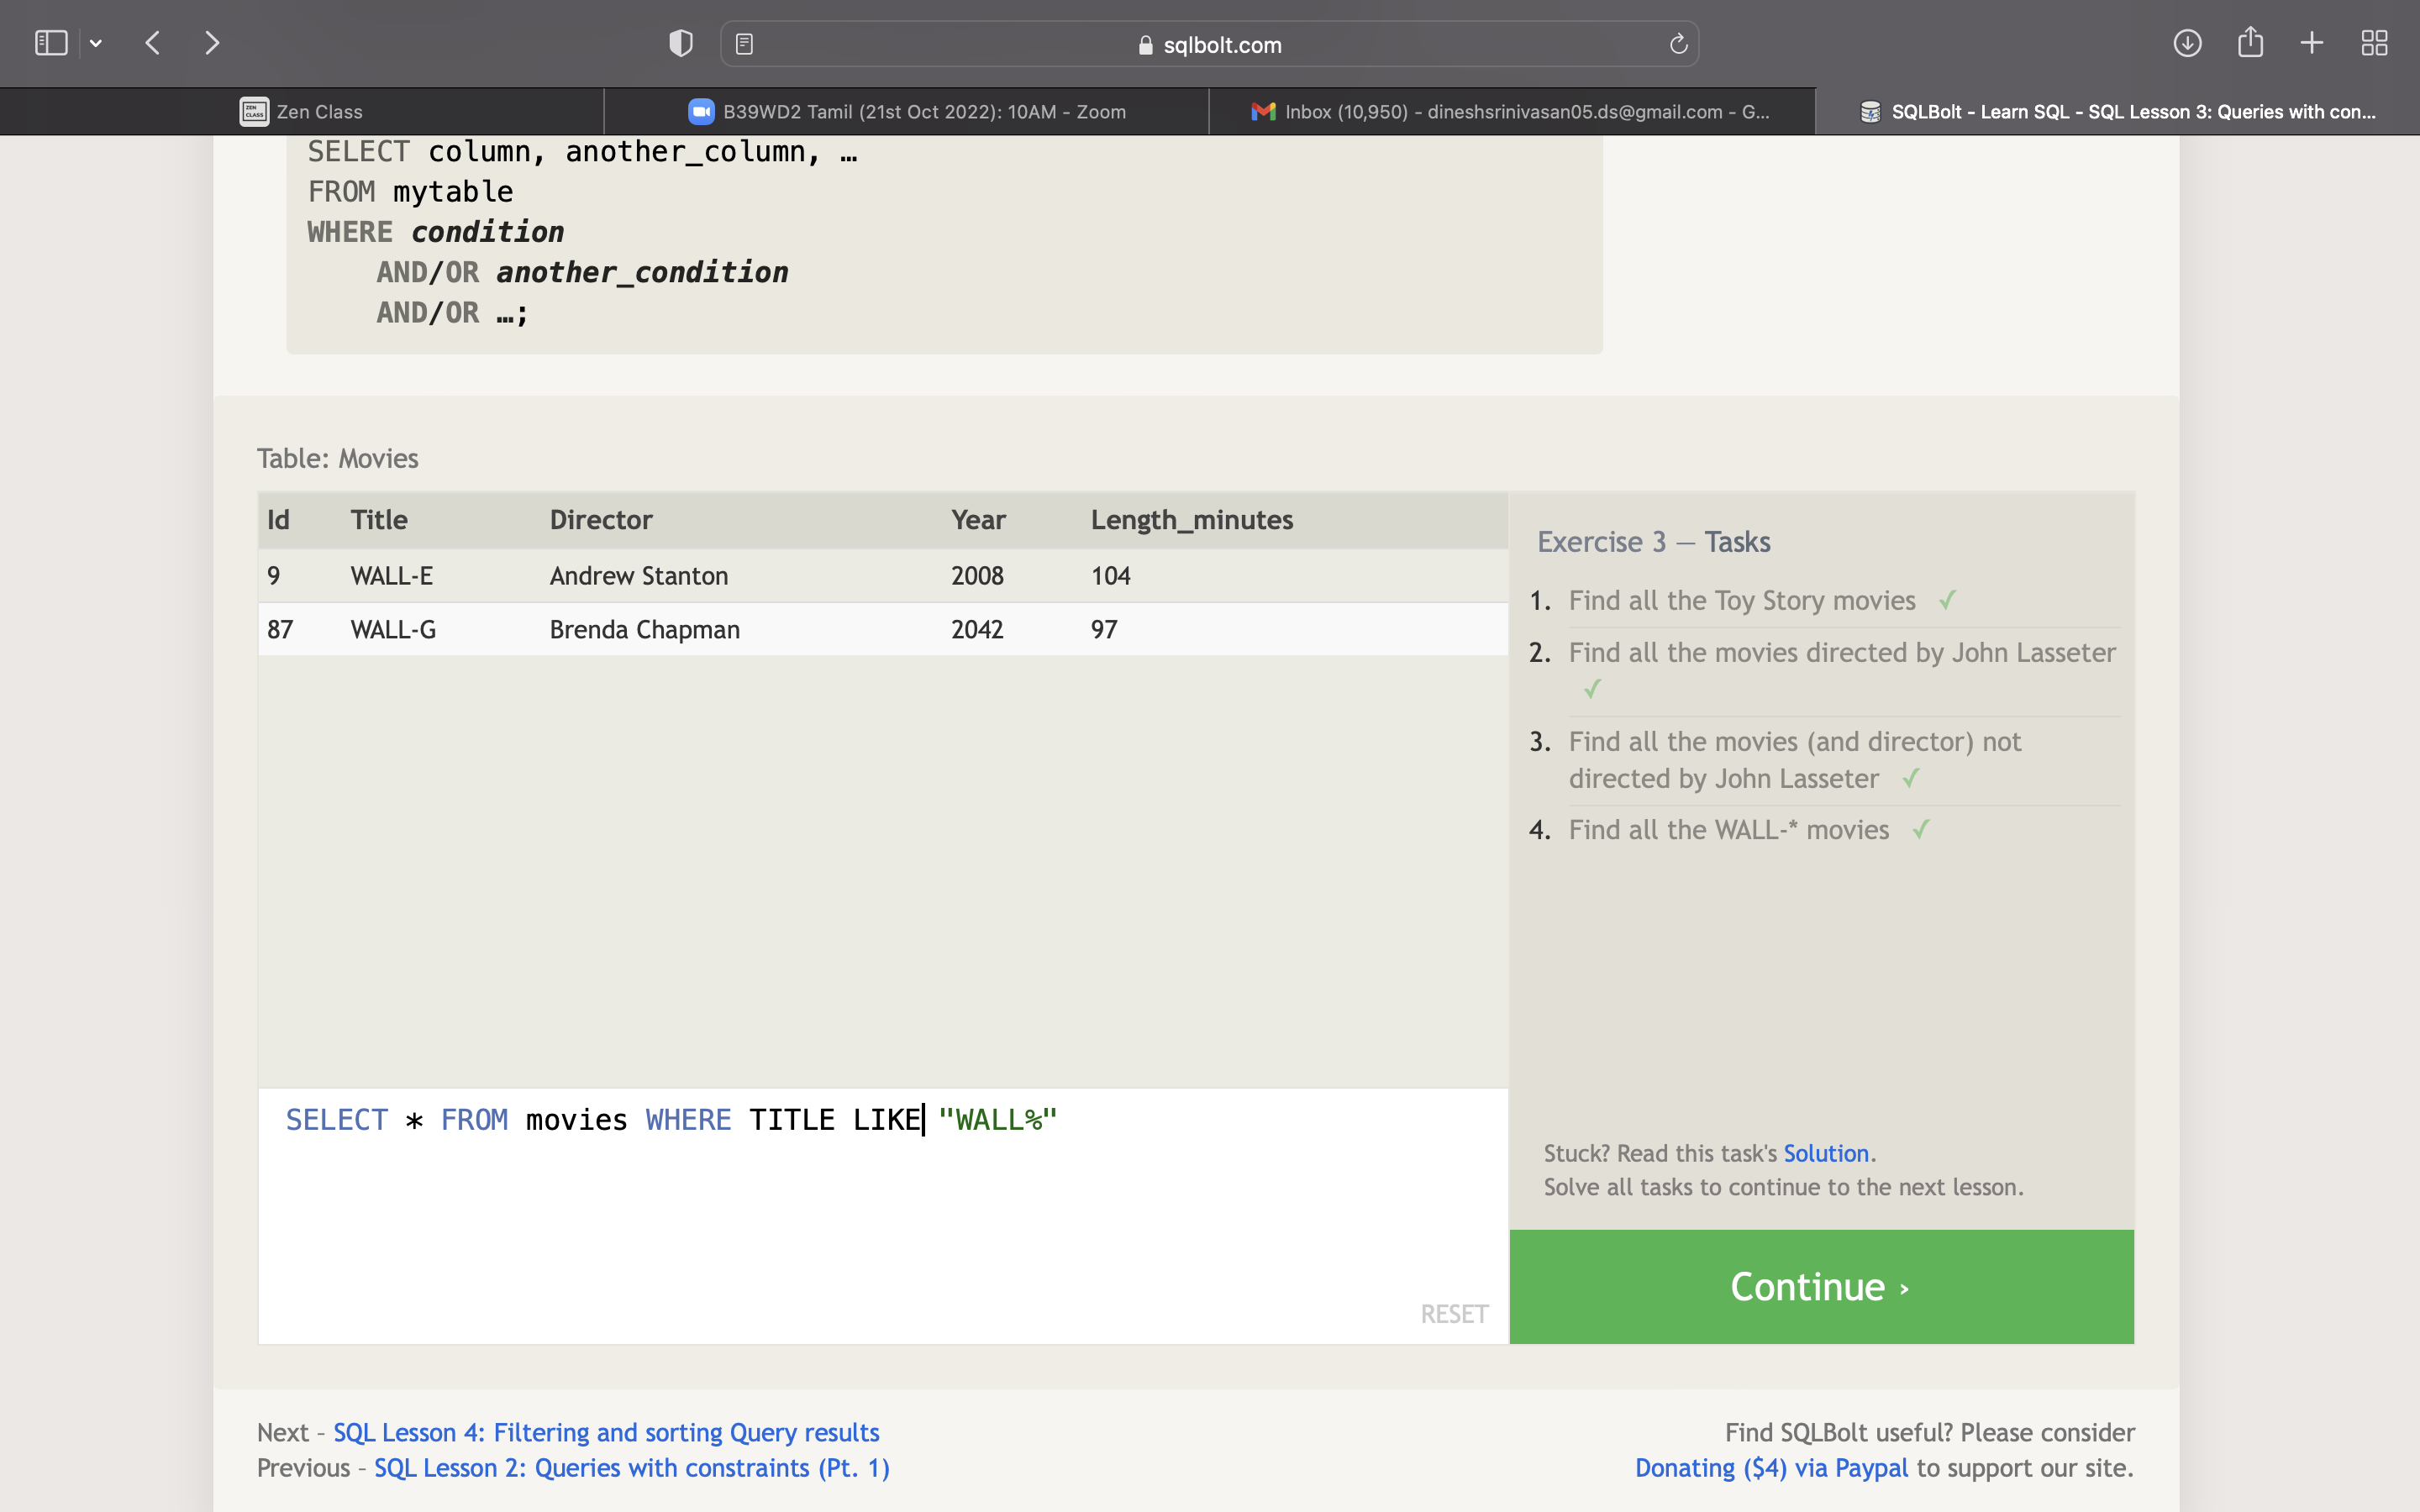 sqlbolt.com
ZEN CLASS
Zen Class
B39WD2 Tamil (21st Oct 2022): 10AM - Zoom
Inbox (10,950) - dineshsrinivasan05.ds@gmail.com - G...
SQLBolt - Learn SQL - SQL Lesson 3: Queries with con...
SELECT column, another_column, …
FROM mytable
WHERE condition
AND/OR another_condition
AND/OR …;
Table: Movies
Id Title Director Year Length_minutes
9 WALL-E Andrew Stanton 2008 104
87 WALL-G Brenda Chapman 2042 97
SELECT * FROM movies WHERE TITLE LIKE "WALL%"
RESET
Exercise 3 — Tasks
1. Find all the Toy Story movies ✓
2. Find all the movies directed by John Lasseter
✓
3. Find all the movies (and director) not
directed by John Lasseter ✓
4. Find all the WALL-* movies ✓
Stuck? Read this task's Solution.
Solve all tasks to continue to the next lesson.
Continue ›
Next – SQL Lesson 4: Filtering and sorting Query results
Previous – SQL Lesson 2: Queries with constraints (Pt. 1)
Find SQLBolt useful? Please consider
Donating ($4) via Paypal to support our site.